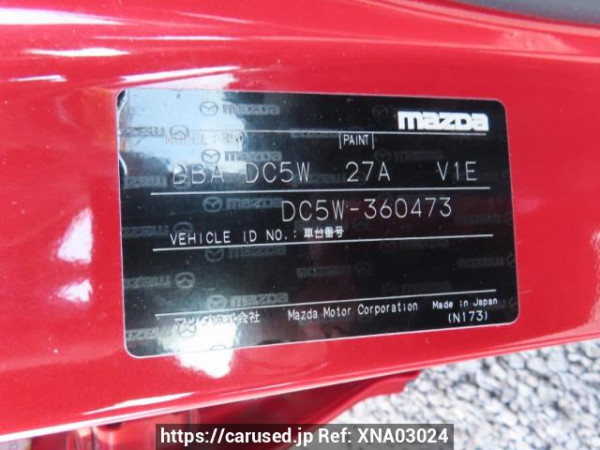 mazda
PAINT
DBA DC5W 27A V1E
DC5W-360473
VEHICLE ID NO.:車台番号
マツダ株式会社 Mazda Motor Corporation Made in Japan
(N173)
https://carused.jp Ref: XNA03024